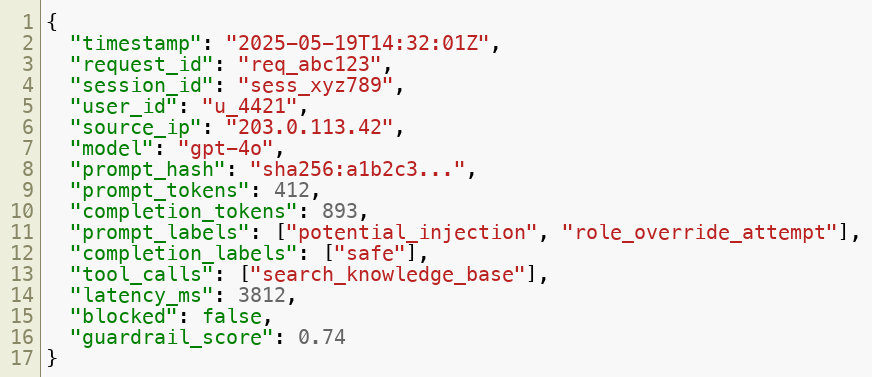 1 {
2   "timestamp": "2025-05-19T14:32:01Z",
3   "request_id": "req_abc123",
4   "session_id": "sess_xyz789",
5   "user_id": "u_4421",
6   "source_ip": "203.0.113.42",
7   "model": "gpt-4o",
8   "prompt_hash": "sha256:a1b2c3...",
9   "prompt_tokens": 412,
10   "completion_tokens": 893,
11   "prompt_labels": ["potential_injection", "role_override_attempt"],
12   "completion_labels": ["safe"],
13   "tool_calls": ["search_knowledge_base"],
14   "latency_ms": 3812,
15   "blocked": false,
16   "guardrail_score": 0.74
17 }